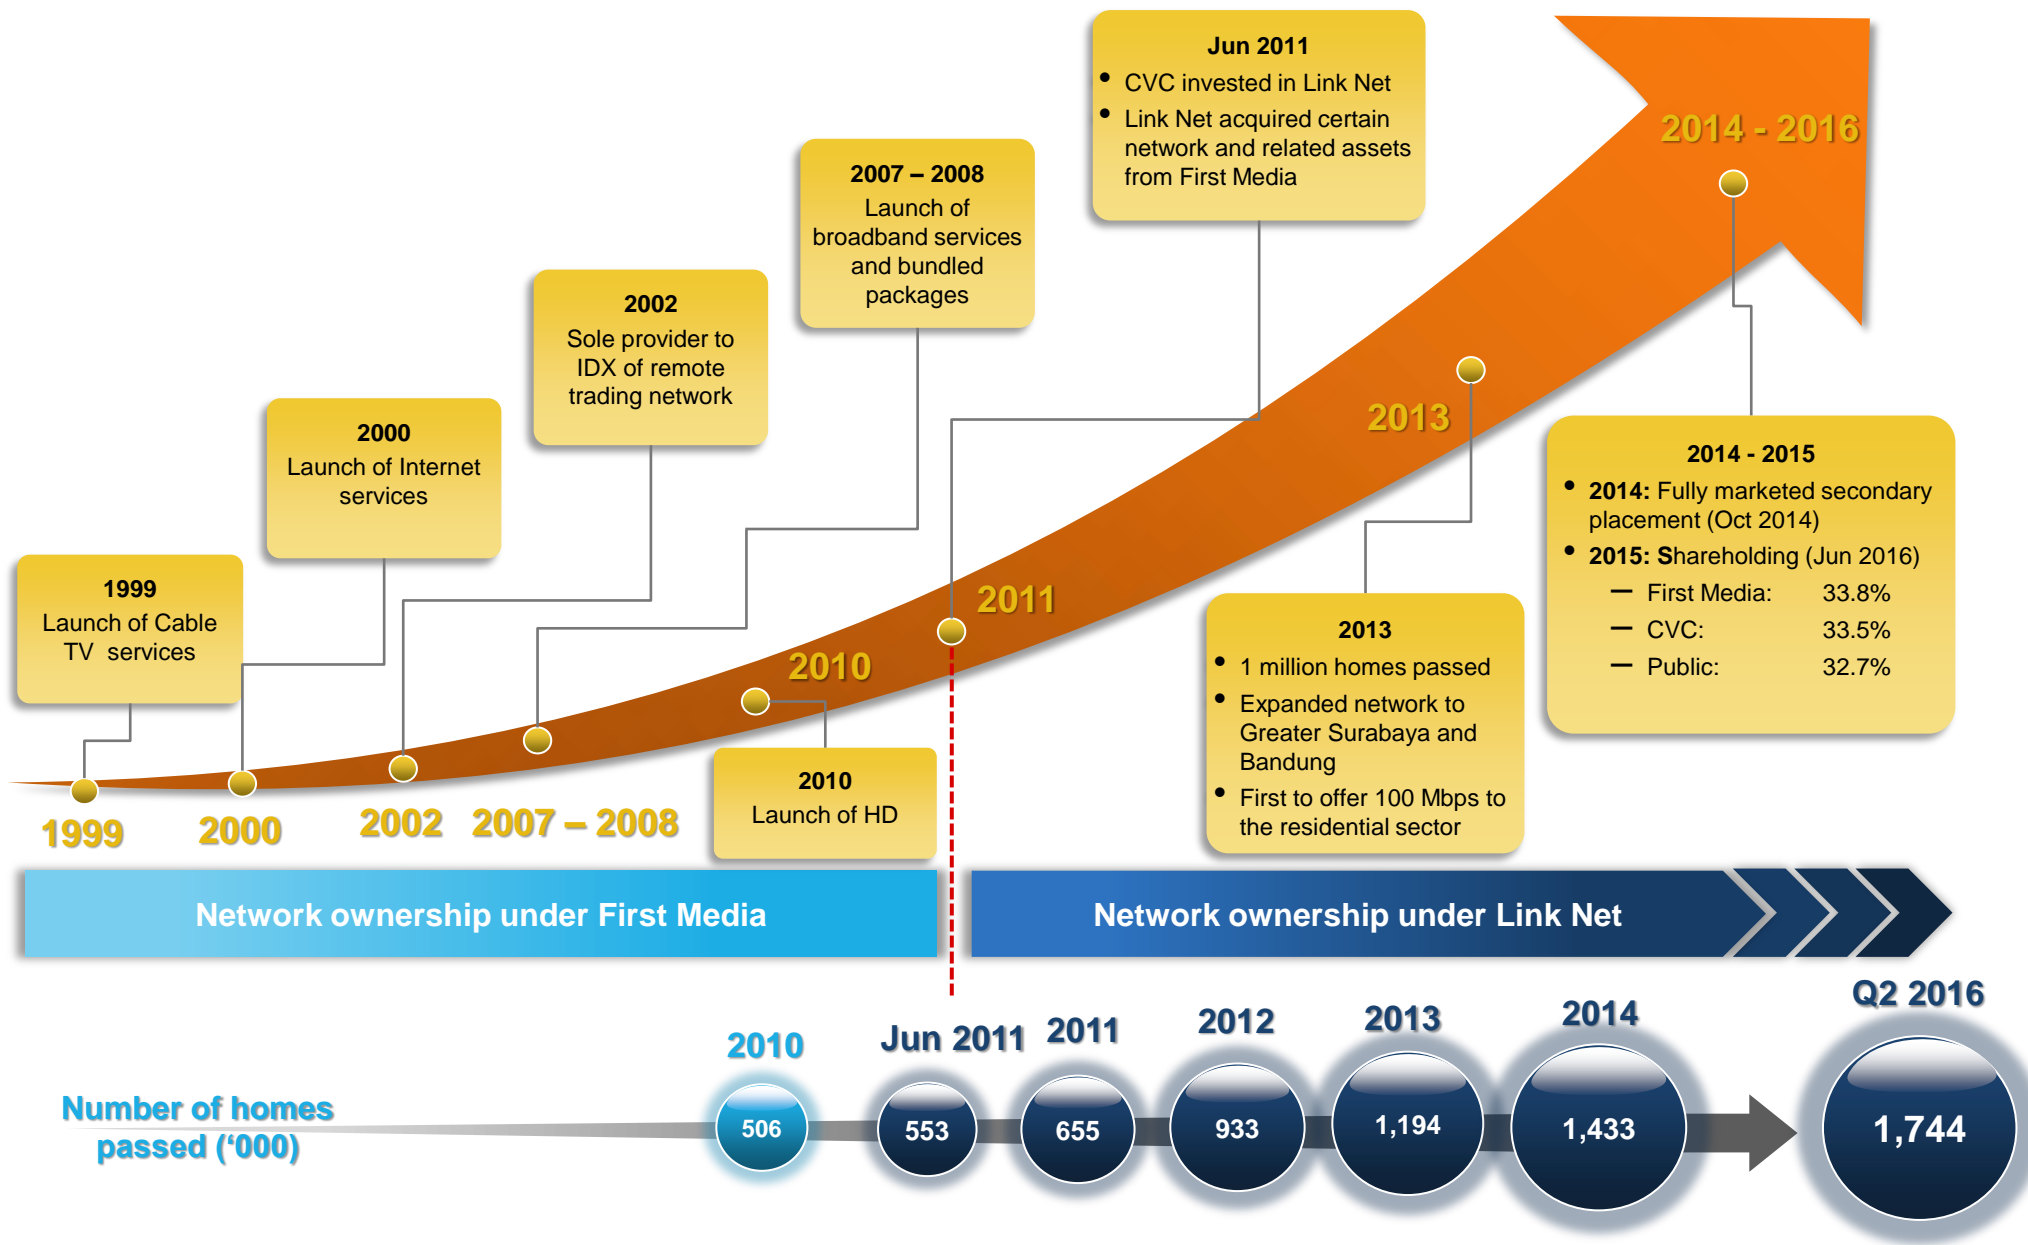 Jun 2011
• CVC invested in Link Net
• Link Net acquired certain
network and related assets
from First Media
2014 - 2016
2007 – 2008
Launch of
broadband services
and bundled
packages
2002
Sole provider to
IDX of remote
trading network
2000
Launch of Internet
services
1999
Launch of Cable
TV  services
2013
2014 - 2015
• 2014: Fully marketed secondary
placement (Oct 2014)
• 2015: Shareholding (Jun 2016)
— First Media: 33.8%
— CVC: 33.5%
— Public: 32.7%
2011
2013
• 1 million homes passed
• Expanded network to
Greater Surabaya and
Bandung
• First to offer 100 Mbps to
the residential sector
2010
2010
Launch of HD
1999
2000
2002
2007 – 2008
Network ownership under First Media
Network ownership under Link Net
Number of homes
passed (‘000)
2010
506
Jun 2011
553
2011
655
2012
933
2013
1,194
2014
1,433
Q2 2016
1,744